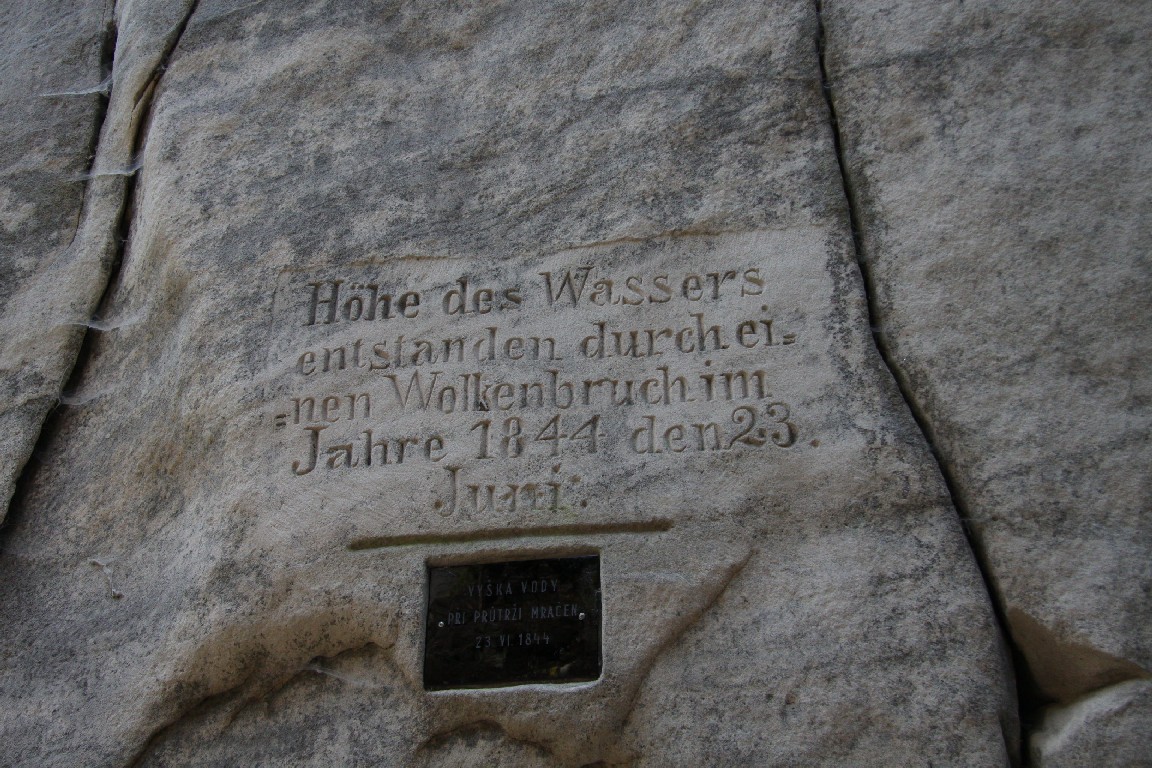 Höhe des Wassers
entstanden durch ei=
=nen Wolkenbruch im
Jahre 1844 den 23.
Juni.
VÝŠKA VODY
PŘI PRŮTRŽI MRAČEN
23. VI. 1844